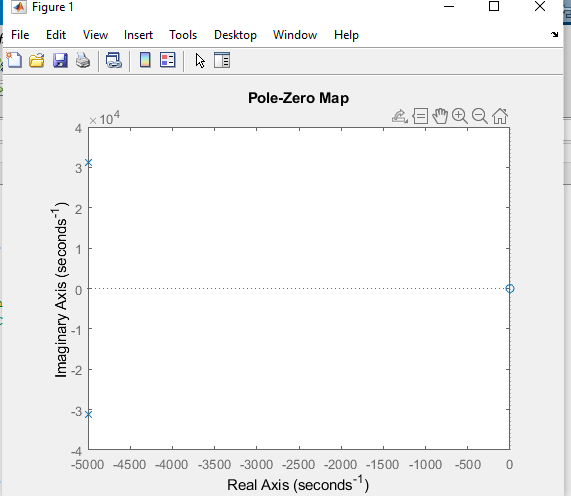 Figure 1
File Edit View Insert Tools Desktop Window Help
Pole-Zero Map
×10⁴
4
3
2
1
0
-1
-2
-3
-4
Imaginary Axis (seconds⁻¹)
-5000 -4500 -4000 -3500 -3000 -2500 -2000 -1500 -1000 -500 0
Real Axis (seconds⁻¹)